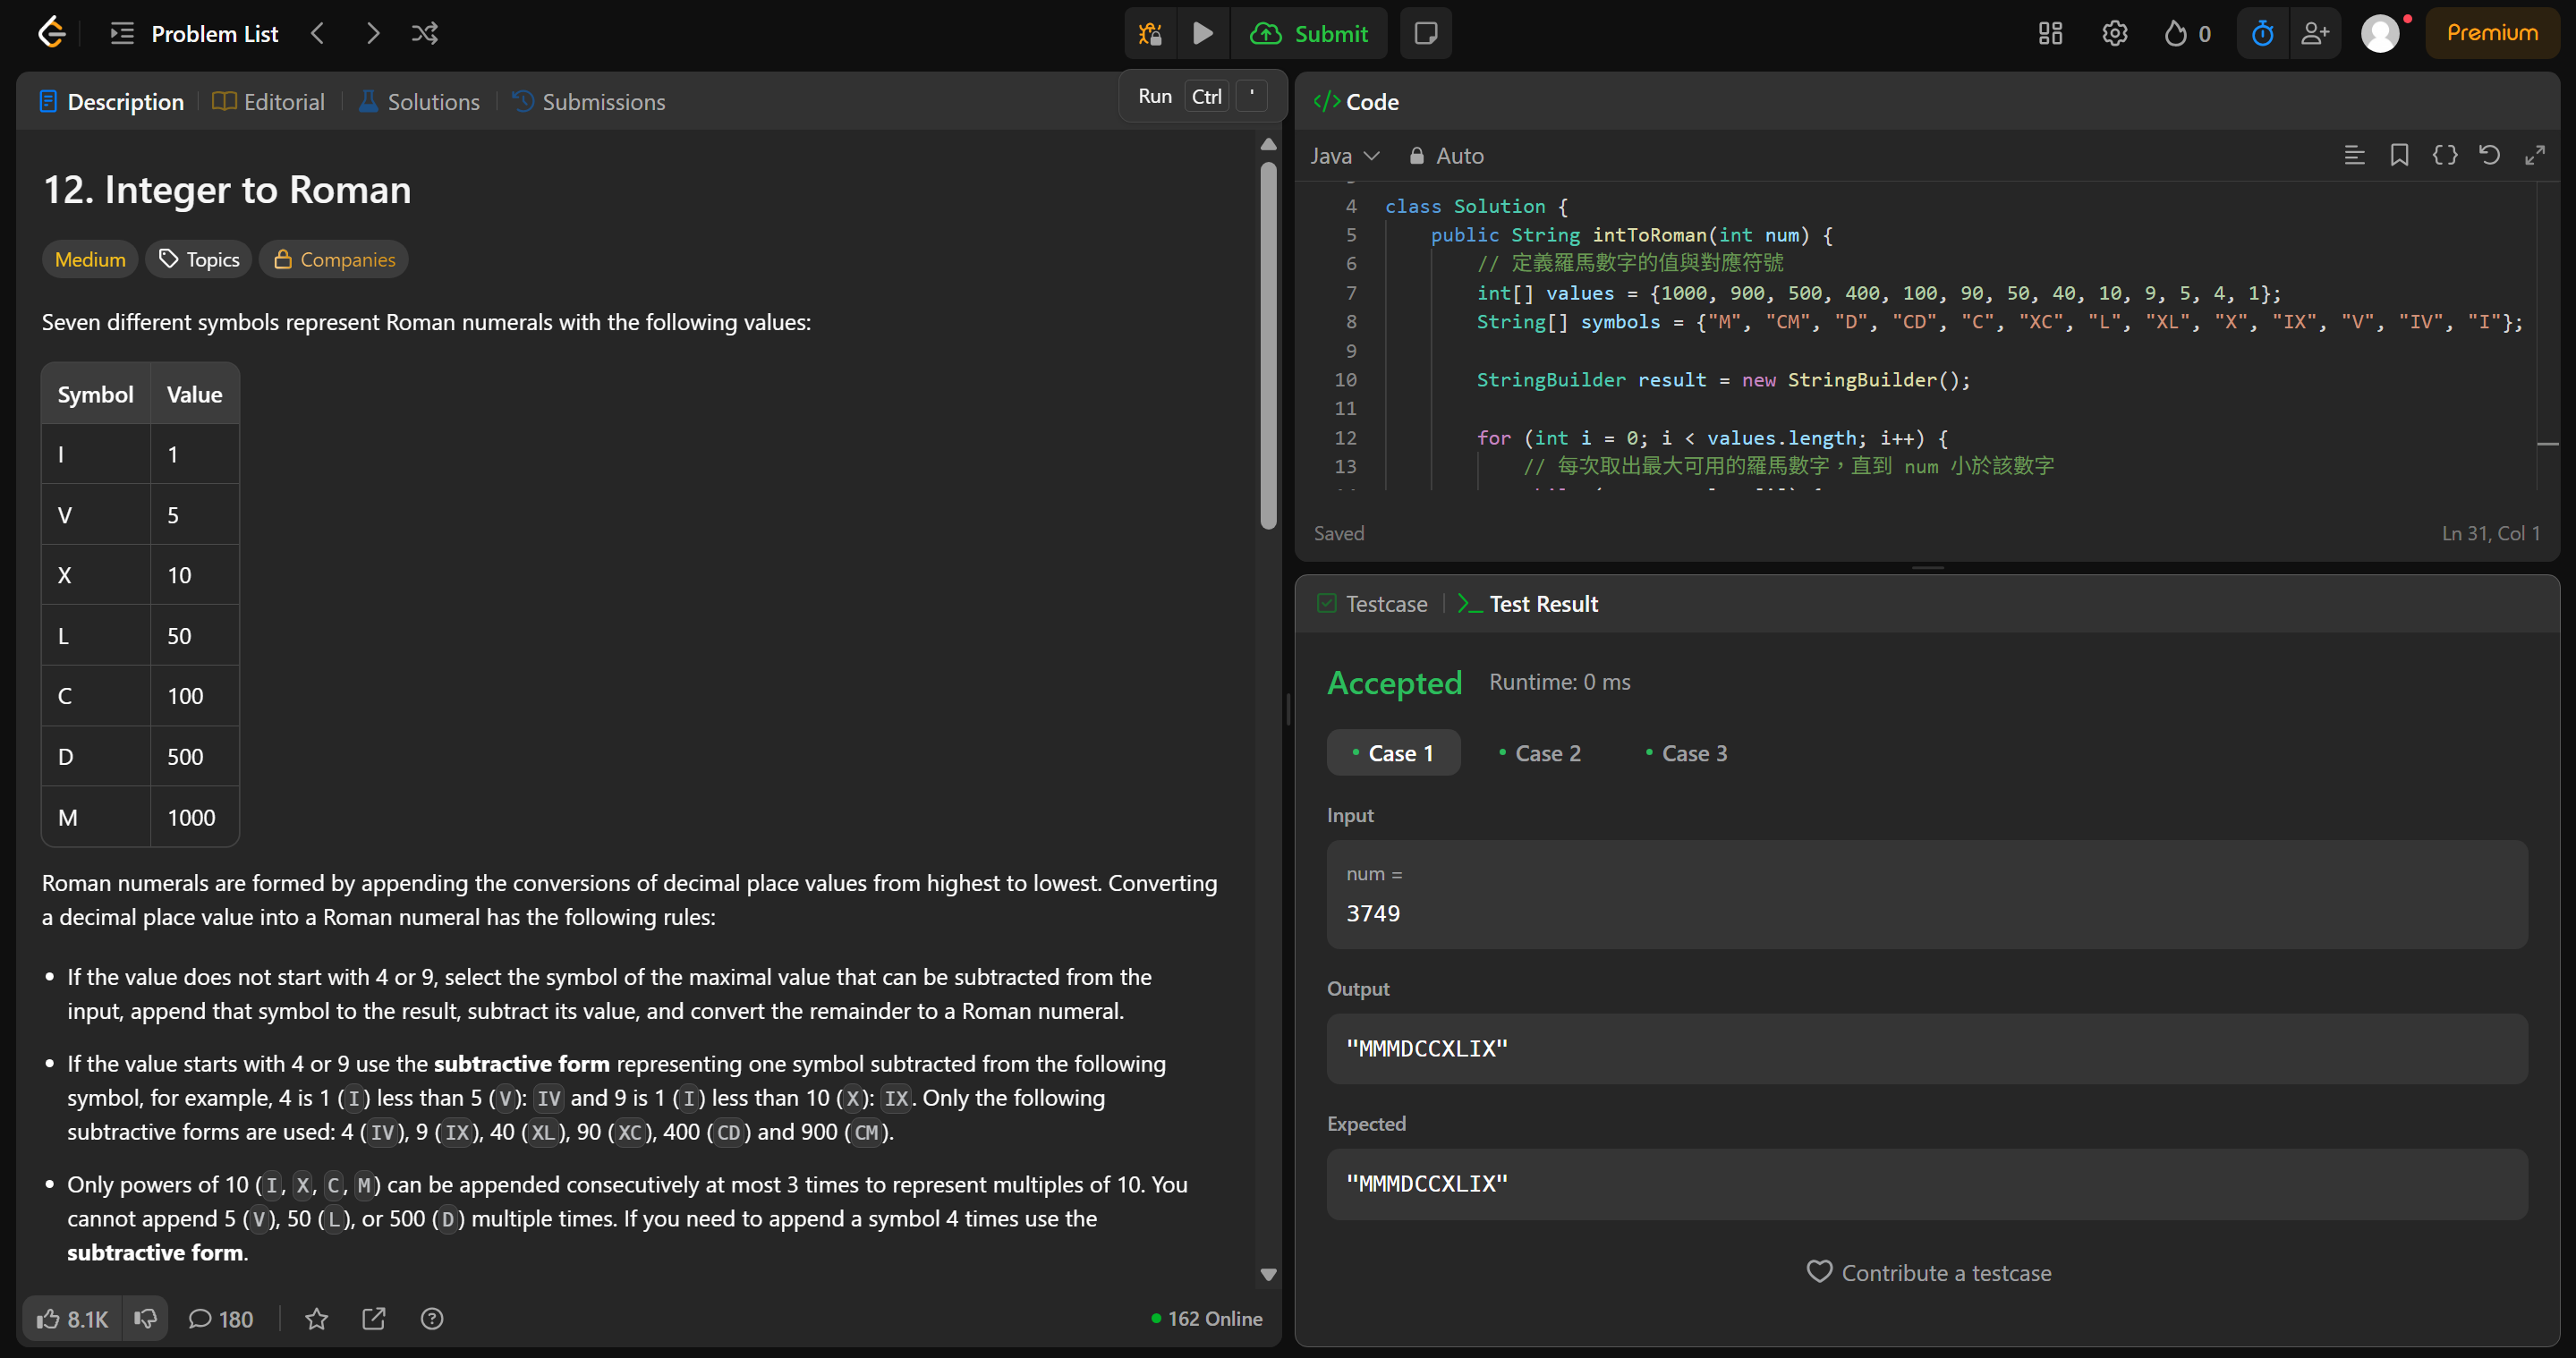 Problem List
Submit
0
Premium
Description
Editorial
Solutions
Submissions
Run Ctrl '
12. Integer to Roman
Medium
Topics
Companies
Seven different symbols represent Roman numerals with the following values:
Symbol Value
I 1
V 5
X 10
L 50
C 100
D 500
M 1000
Roman numerals are formed by appending the conversions of decimal place values from highest to lowest. Converting
a decimal place value into a Roman numeral has the following rules:
• If the value does not start with 4 or 9, select the symbol of the maximal value that can be subtracted from the
input, append that symbol to the result, subtract its value, and convert the remainder to a Roman numeral.
• If the value starts with 4 or 9 use the subtractive form representing one symbol subtracted from the following
symbol, for example, 4 is 1 (I) less than 5 (V): IV and 9 is 1 (I) less than 10 (X): IX. Only the following
subtractive forms are used: 4 (IV), 9 (IX), 40 (XL), 90 (XC), 400 (CD) and 900 (CM).
• Only powers of 10 (I, X, C, M) can be appended consecutively at most 3 times to represent multiples of 10. You
cannot append 5 (V), 50 (L), or 500 (D) multiple times. If you need to append a symbol 4 times use the
subtractive form.
8.1K
180
162 Online
</> Code
Java
Auto
4 class Solution {
5 public String intToRoman(int num) {
6 // 定義羅馬數字的值與對應符號
7 int[] values = {1000, 900, 500, 400, 100, 90, 50, 40, 10, 9, 5, 4, 1};
8 String[] symbols = {"M", "CM", "D", "CD", "C", "XC", "L", "XL", "X", "IX", "V", "IV", "I"};
9
10 StringBuilder result = new StringBuilder();
11
12 for (int i = 0; i < values.length; i++) {
13 // 每次取出最大可用的羅馬數字，直到 num 小於該數字
Saved
Ln 31, Col 1
Testcase
Test Result
Accepted
Runtime: 0 ms
Case 1
Case 2
Case 3
Input
num =
3749
Output
"MMMDCCXLIX"
Expected
"MMMDCCXLIX"
Contribute a testcase